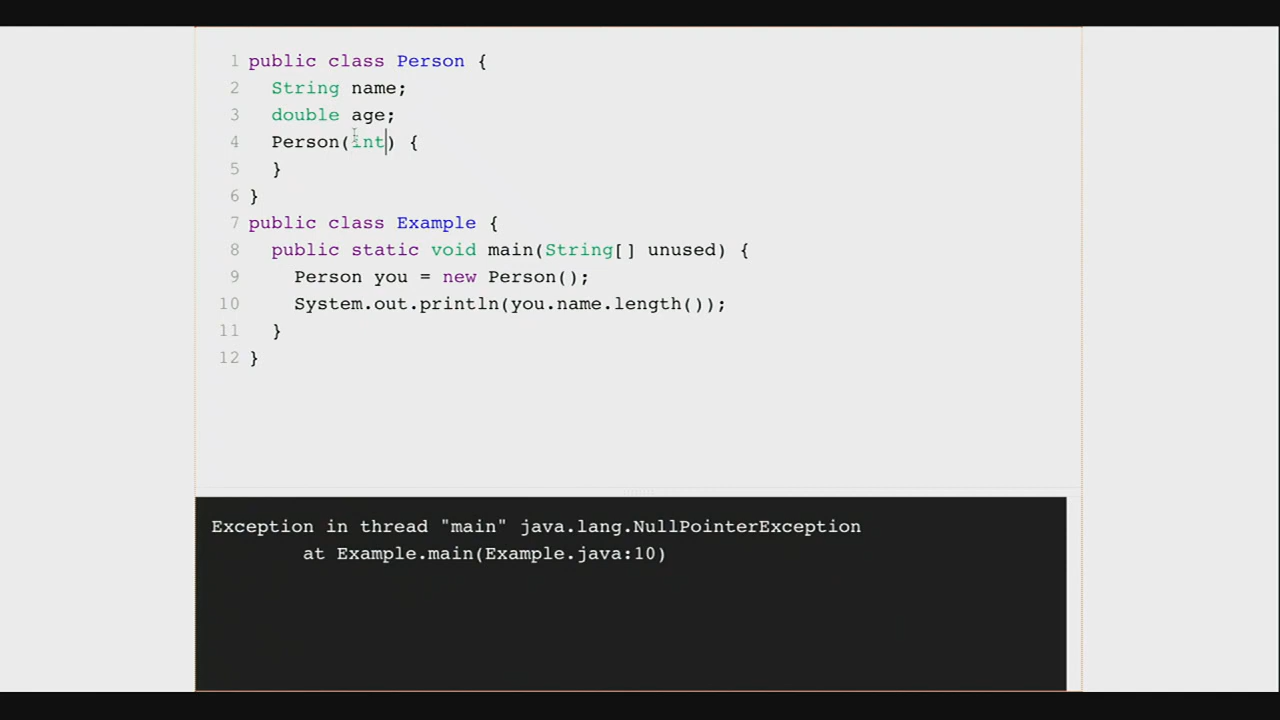 1 public class Person {
2 String name;
3 double age;
4 Person(int) {
5 }
6 }
7 public class Example {
8 public static void main(String[] unused) {
9 Person you = new Person();
10 System.out.println(you.name.length());
11 }
12 }
Exception in thread "main" java.lang.NullPointerException
at Example.main(Example.java:10)